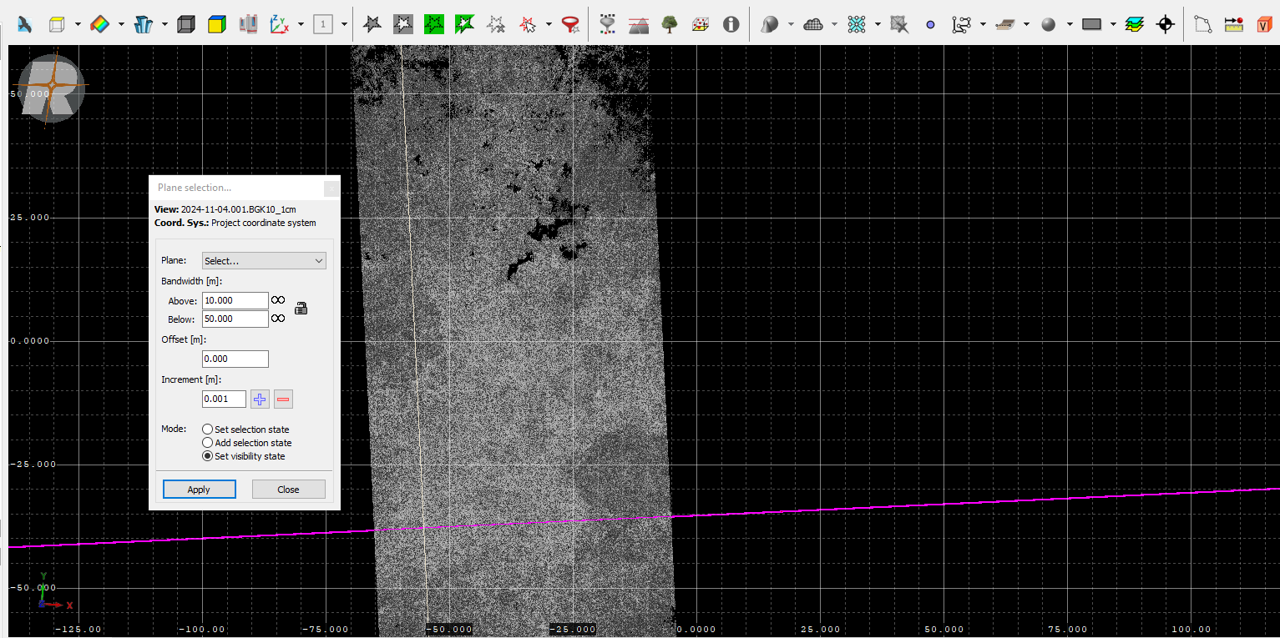 1
V
R
50.000
25.000
0.0000
-25.000
-50.000
Plane selection...
View: 2024-11-04.001.BGK10_1cm
Coord. Sys.: Project coordinate system
Plane: Select...
Bandwidth [m]:
Above: 10.000
Below: 50.000
Offset [m]:
0.000
Increment [m]:
0.001
Mode: Set selection state
Add selection state
Set visibility state
Apply Close
Y
X
-125.00 -100.00 -75.000 -50.000 -25.000 0.0000 25.000 50.000 75.000 100.00